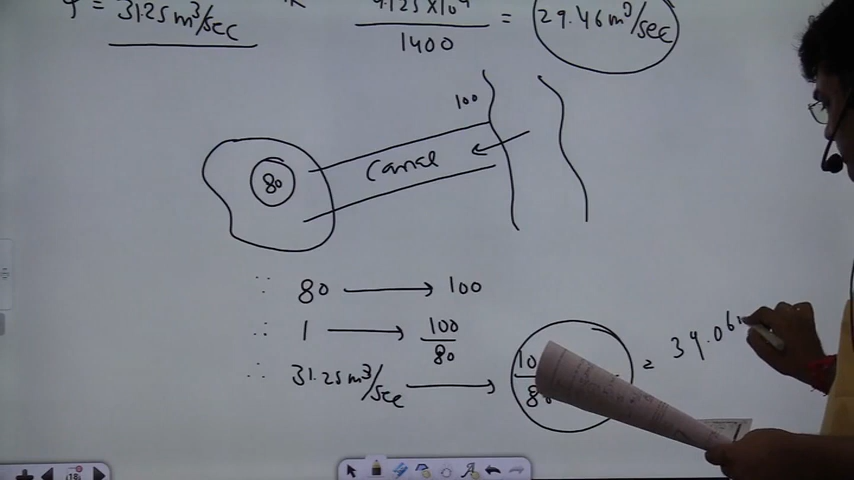 = 31.25 m³/sec
1400
= 29.46 m³/sec
100
Canal
80
∴ 80 → 100
∴ 1 → 100/80
∴ 31.25 m³/sec →
= 39.06
18